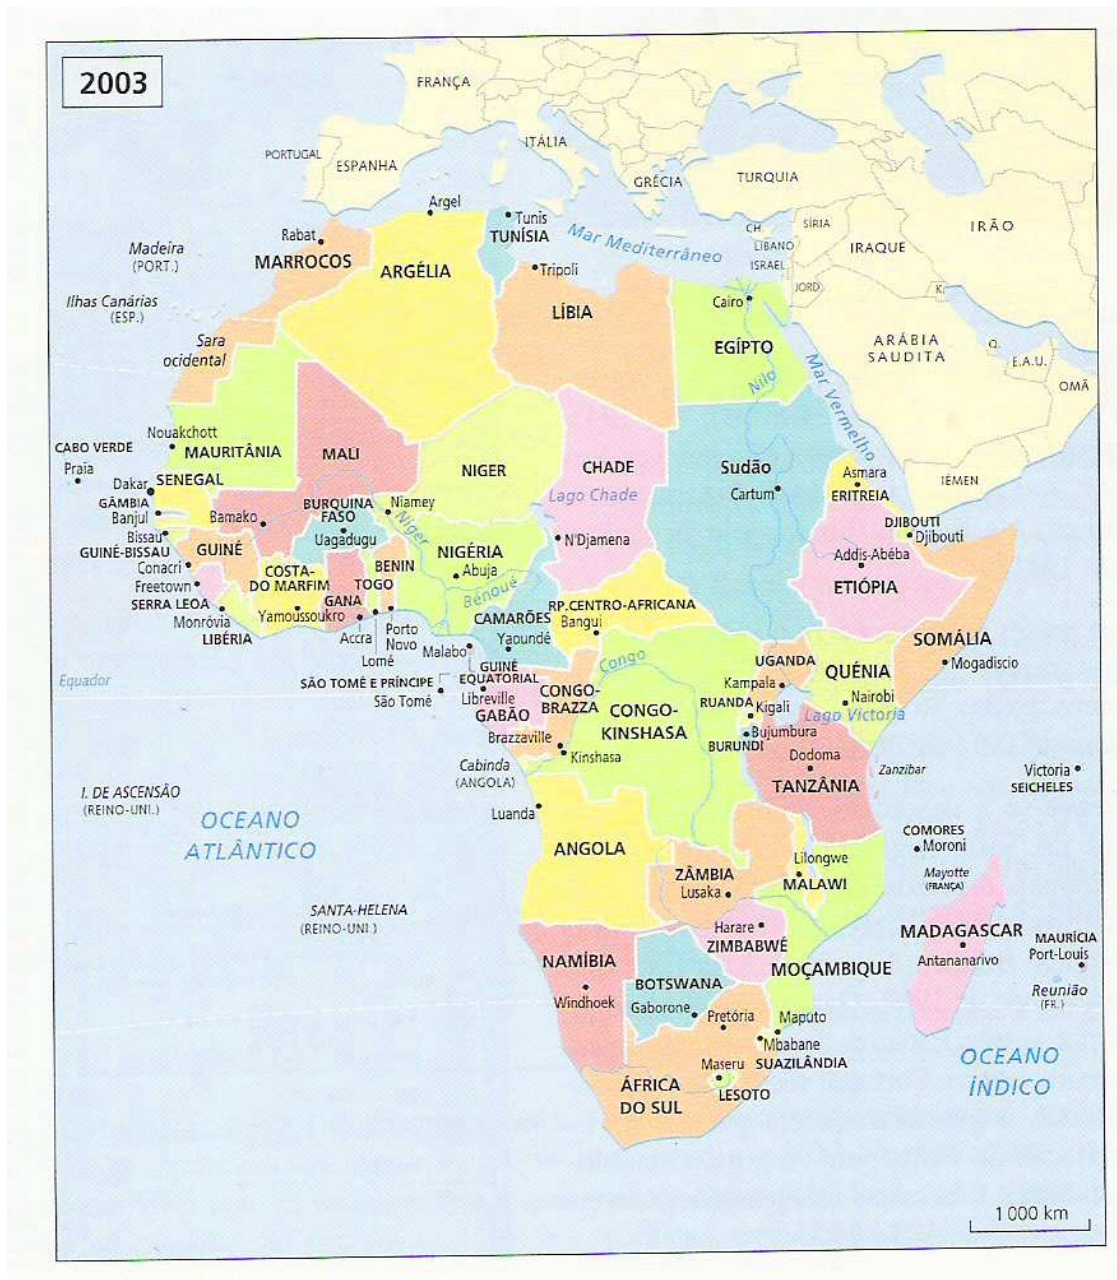 2003
FRANÇA
ITÁLIA
PORTUGAL
ESPANHA
GRÉCIA
TURQUIA
CH.
SÍRIA
LIBANO
ISRAEL
JORD.
IRAQUE
IRÃO
K.
ARÁBIA
SAUDITA
Q.
E.A.U.
OMÃ
IÉMEN
Mar Mediterrâneo
Mar Vermelho
Madeira
(PORT.)
Ilhas Canárias
(ESP.)
Rabat
MARROCOS
Argel
ARGÉLIA
Tunis
TUNÍSIA
Tripoli
LÍBIA
Cairo
EGÍPTO
Nilo
Sara
ocidental
Nouakchott
MAURITÂNIA
MALI
NIGER
CHADE
Lago Chade
Sudão
Cartum
Asmara
ERITREIA
CABO VERDE
Praïa
Dakar
SENEGAL
GÂMBIA
Banjul
Bissau
GUINÉ-BISSAU
Bamako
BURQUINA
FASO
Uagadugu
Niamey
Niger
NIGÉRIA
Abuja
Bénoué
N'Djamena
DJIBOUTI
Djibouti
Addis-Abéba
ETIÓPIA
GUINÉ
Conacri
Freetown
SERRA LEOA
Monróvia
LIBÉRIA
COSTA-
DO MARFIM
Yamoussoukro
GANA
Accra
TOGO
Lomé
BENIN
Porto
Novo
CAMARÕES
Yaoundé
RP.CENTRO-AFRICANA
Bangui
SOMÁLIA
Mogadiscio
Malabo
GUINÉ
EQUATORIAL
Equador
SÃO TOMÉ E PRÍNCIPE
São Tomé
Libreville
GABÃO
CONGO-
BRAZZA
Brazzaville
Congo
CONGO-
KINSHASA
Kinshasa
UGANDA
Kampala
QUÉNIA
Nairobi
RUANDA
Kigali
Lago Victoria
BURUNDI
Bujumbura
Dodoma
TANZÂNIA
Zanzibar
Cabinda
(ANGOLA)
Luanda
ANGOLA
Victoria
SEICHELES
I. DE ASCENSÃO
(REINO-UNI.)
OCEANO
ATLÂNTICO
COMORES
Moroni
Mayotte
(FRANÇA)
ZÂMBIA
Lusaka
Lilongwe
MALAWI
SANTA-HELENA
(REINO-UNI.)
Harare
ZIMBABWÉ
MOÇAMBIQUE
MADAGASCAR
Antananarivo
MAURÍCIA
Port-Louis
Reunião
(FR.)
NAMÍBIA
Windhoek
BOTSWANA
Gaborone
Pretória
Maputo
Mbabane
SUAZILÂNDIA
Maseru
LESOTO
ÁFRICA
DO SUL
OCEANO
ÍNDICO
1 000 km